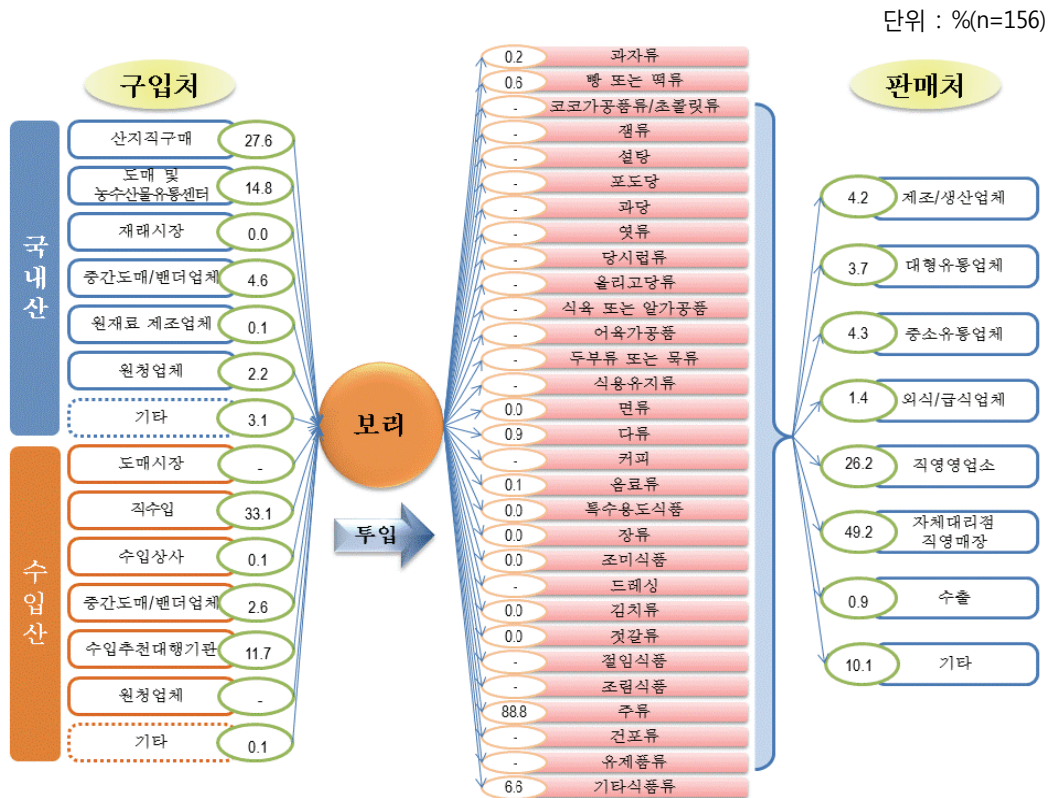 단위 : %(n=156)
구입처
국내산
산지직구매 27.6
도매 및
농수산물유통센터 14.8
재래시장 0.0
중간도매/밴더업체 4.6
원재료 제조업체 0.1
원청업체 2.2
기타 3.1
수입산
도매시장 -
직수입 33.1
수입상사 0.1
중간도매/밴더업체 2.6
수입추천대행기관 11.7
원청업체 -
기타 0.1
보리
투입
0.2 과자류
0.6 빵 또는 떡류
- 코코가공품류/초콜릿류
- 잼류
- 설탕
- 포도당
- 과당
- 엿류
- 당시럽류
- 올리고당류
- 식육 또는 알가공품
- 어육가공품
- 두부류 또는 묵류
- 식용유지류
0.0 면류
0.9 다류
- 커피
0.1 음료류
0.0 특수용도식품
0.0 장류
0.0 조미식품
- 드레싱
0.0 김치류
0.0 젓갈류
- 절임식품
- 조림식품
88.8 주류
- 건포류
- 유제품류
6.6 기타식품류
판매처
4.2 제조/생산업체
3.7 대형유통업체
4.3 중소유통업체
1.4 외식/급식업체
26.2 직영영업소
49.2 자체대리점
직영매장
0.9 수출
10.1 기타